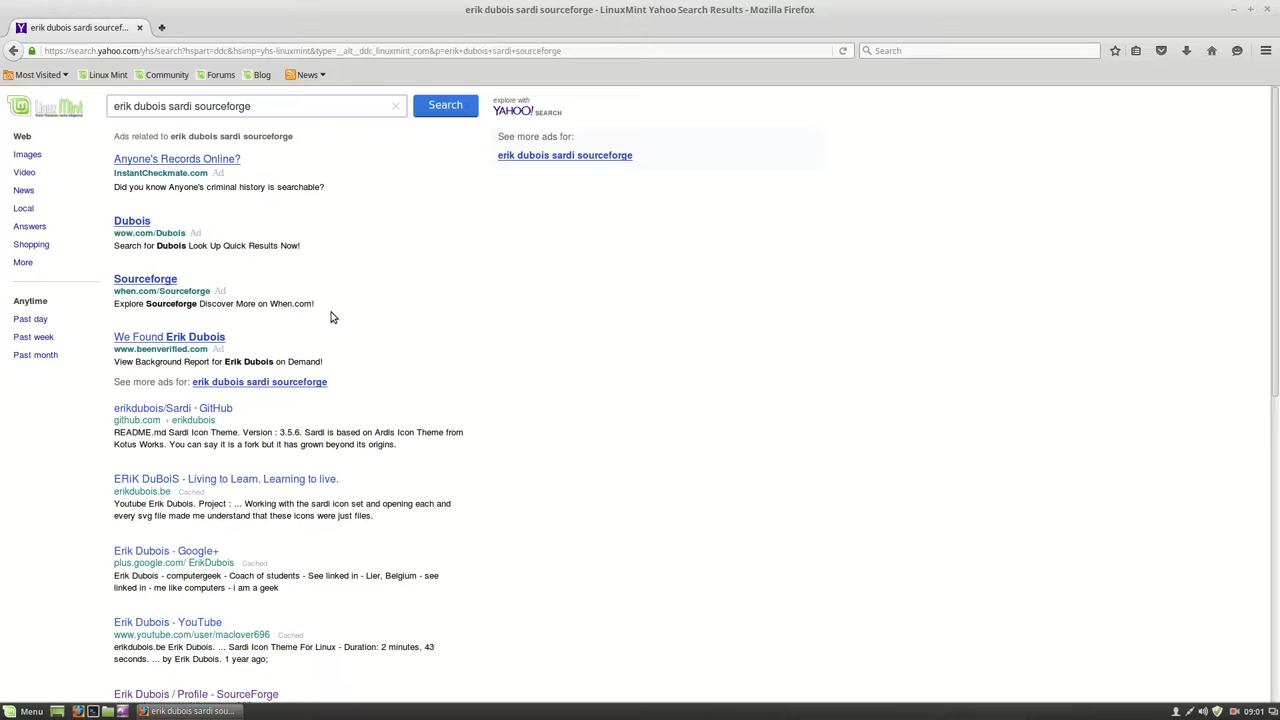 erik dubois sardi sourceforge - LinuxMint Yahoo Search Results - Mozilla Firefox
erik dubois sardi sourcef...
https://search.yahoo.com/yhs/search?hspart=ddc&hsimp=yhs-linuxmint&type=__alt__ddc_linuxmint_com&p=erik+dubois+sardi+sourceforge
Search
Most Visited
Linux Mint
Community
Forums
Blog
News
Linux Mint
erik dubois sardi sourceforge
Search
explore with
YAHOO! SEARCH
Web
Images
Video
News
Local
Answers
Shopping
More
Anytime
Past day
Past week
Past month
Ads related to erik dubois sardi sourceforge
Anyone's Records Online?
InstantCheckmate.com Ad
Did you know Anyone's criminal history is searchable?
Dubois
wow.com/Dubois Ad
Search for Dubois Look Up Quick Results Now!
Sourceforge
when.com/Sourceforge Ad
Explore Sourceforge Discover More on When.com!
We Found Erik Dubois
www.beenverified.com Ad
View Background Report for Erik Dubois on Demand!
See more ads for: erik dubois sardi sourceforge
erikdubois/Sardi · GitHub
github.com › erikdubois
README.md Sardi Icon Theme. Version : 3.5.6. Sardi is based on Ardis Icon Theme from
Kotus Works. You can say it is a fork but it has grown beyond its origins.
ERiK DuBoiS - Living to Learn. Learning to live.
erikdubois.be Cached
Youtube Erik Dubois. Project : ... Working with the sardi icon set and opening each and
every svg file made me understand that these icons were just files.
Erik Dubois - Google+
plus.google.com/ ErikDubois Cached
Erik Dubois - computergeek - Coach of students - See linked in - Lier, Belgium - see
linked in - me like computers - i am a geek
Erik Dubois - YouTube
www.youtube.com/user/maclover696 Cached
erikdubois.be Erik Dubois. ... Sardi Icon Theme For Linux - Duration: 2 minutes, 43
seconds. ... by Erik Dubois. 1 year ago;
Erik Dubois / Profile - SourceForge
See more ads for:
erik dubois sardi sourceforge
Menu
erik dubois sardi sou...
09:01